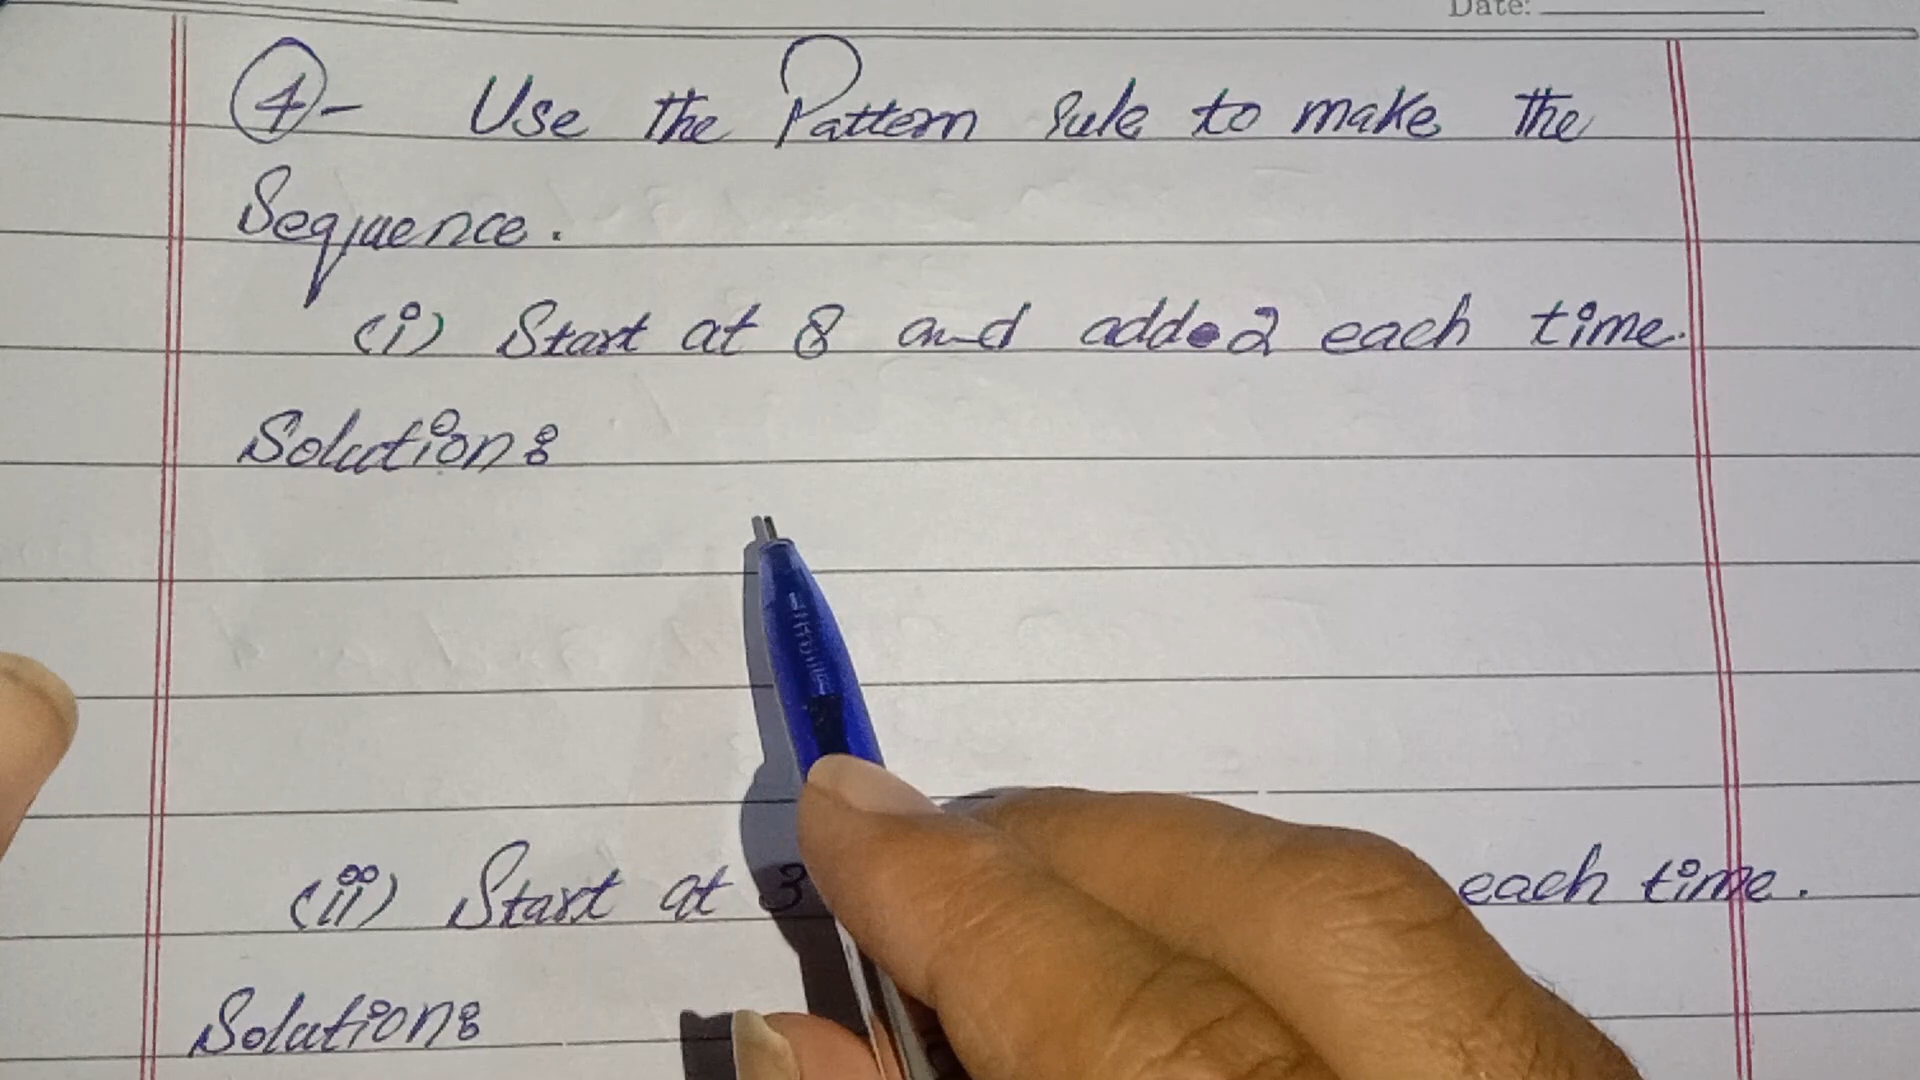 Date:
4- Use the Pattern Rule to make the
Sequence.
(i) Start at 8 and add 2 each time.
Solution:
(ii) Start at 3 each time.
Solution: